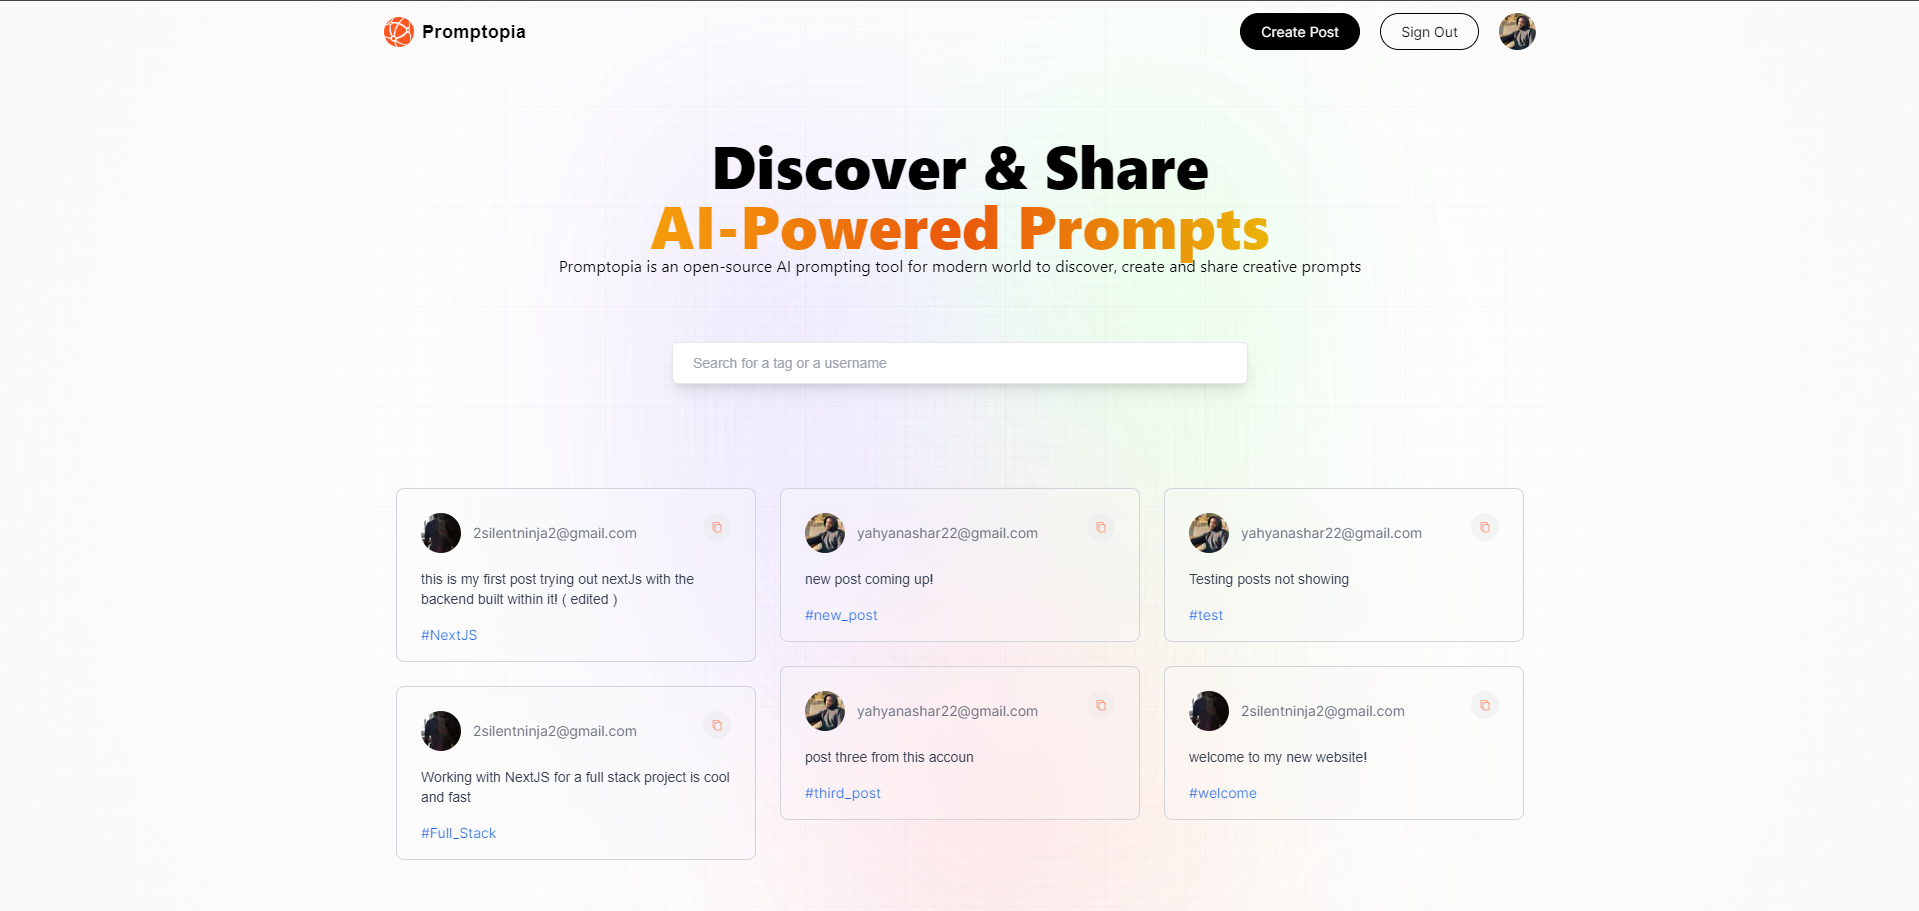 Promptopia
Create Post
Sign Out
Discover & Share
AI-Powered Prompts
Promptopia is an open-source AI prompting tool for modern world to discover, create and share creative prompts
Search for a tag or a username
2silentninja2@gmail.com
this is my first post trying out nextJs with the
backend built within it! ( edited )
#NextJS
2silentninja2@gmail.com
Working with NextJS for a full stack project is cool
and fast
#Full_Stack
yahyanashar22@gmail.com
new post coming up!
#new_post
yahyanashar22@gmail.com
post three from this accoun
#third_post
yahyanashar22@gmail.com
Testing posts not showing
#test
2silentninja2@gmail.com
welcome to my new website!
#welcome